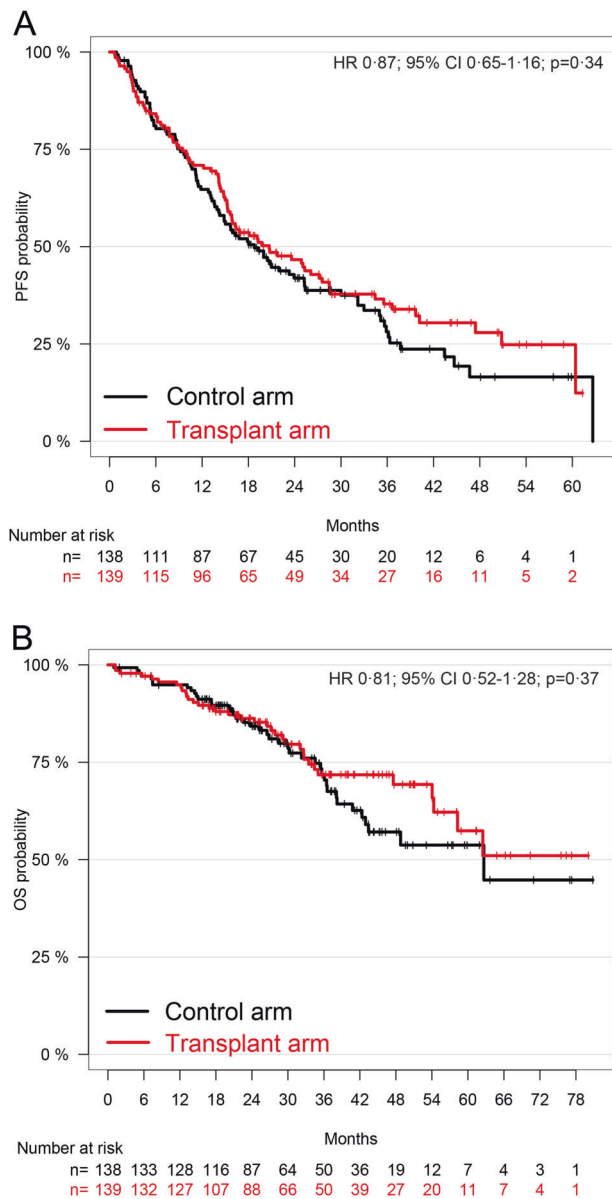 A
HR 0·87; 95% CI 0·65-1·16; p=0·34
100 %
75 %
50 %
25 %
0 %
PFS probability
Control arm
Transplant arm
0 6 12 18 24 30 36 42 48 54 60
Months
Number at risk
n= 138 111 87 67 45 30 20 12 6 4 1
n= 139 115 96 65 49 34 27 16 11 5 2
B
HR 0·81; 95% CI 0·52-1·28; p=0·37
100 %
75 %
50 %
25 %
0 %
OS probability
Control arm
Transplant arm
0 6 12 18 24 30 36 42 48 54 60 66 72 78
Months
Number at risk
n= 138 133 128 116 87 64 50 36 19 12 7 4 3 1
n= 139 132 127 107 88 66 50 39 27 20 11 7 4 1